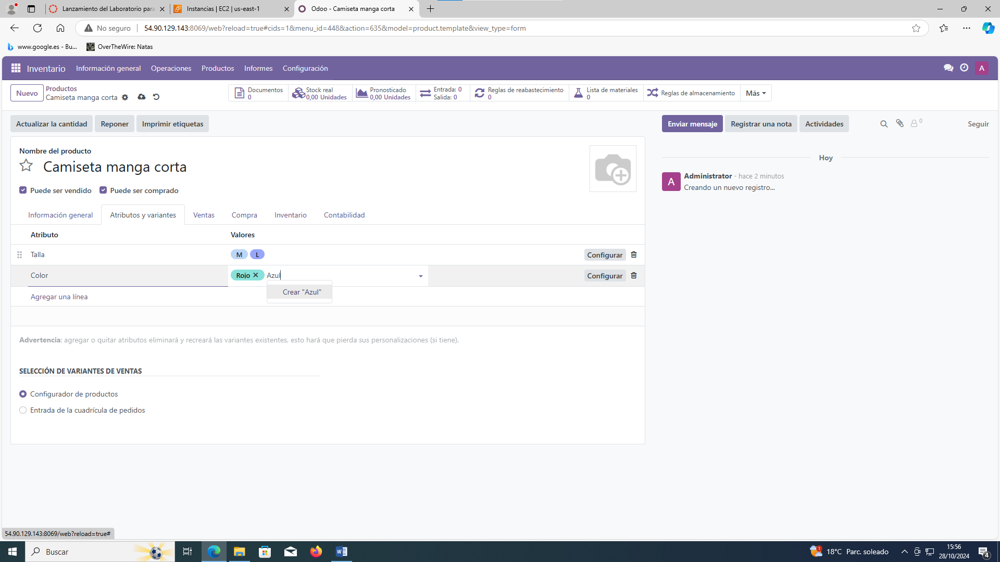 Lanzamiento del Laboratorio para
Instancias | EC2 | us-east-1
Odoo - Camiseta manga corta
No seguro
54.90.129.143:8069/web?reload=true#cids=1&menu_id=448&action=635&model=product.template&view_type=form
www.google.es - Bu...
OverTheWire: Natas
Inventario
Información general
Operaciones
Productos
Informes
Configuración
A
Nuevo
Productos
Camiseta manga corta
Documentos
0
Stock real
0,00 Unidades
Pronosticado
0,00 Unidades
Entrada: 0
Salida: 0
Reglas de reabastecimiento
0
Lista de materiales
0
Reglas de almacenamiento
Más
Actualizar la cantidad
Reponer
Imprimir etiquetas
Enviar mensaje
Registrar una nota
Actividades
0
Seguir
Nombre del producto
Camiseta manga corta
Puede ser vendido
Puede ser comprado
Hoy
A
Administrator - hace 2 minutos
Creando un nuevo registro...
Información general
Atributos y variantes
Ventas
Compra
Inventario
Contabilidad
Atributo
Valores
Talla
M
L
Configurar
Color
Rojo
Azul
Configurar
Crear "Azul"
Agregar una línea
Advertencia: agregar o quitar atributos eliminará y recreará las variantes existentes, esto hará que pierda sus personalizaciones (si tiene).
SELECCIÓN DE VARIANTES DE VENTAS
Configurador de productos
Entrada de la cuadrícula de pedidos
54.90.129.143:8069/web?reload=true#
Buscar
1
18°C Parc. soleado
15:56
28/10/2024
4